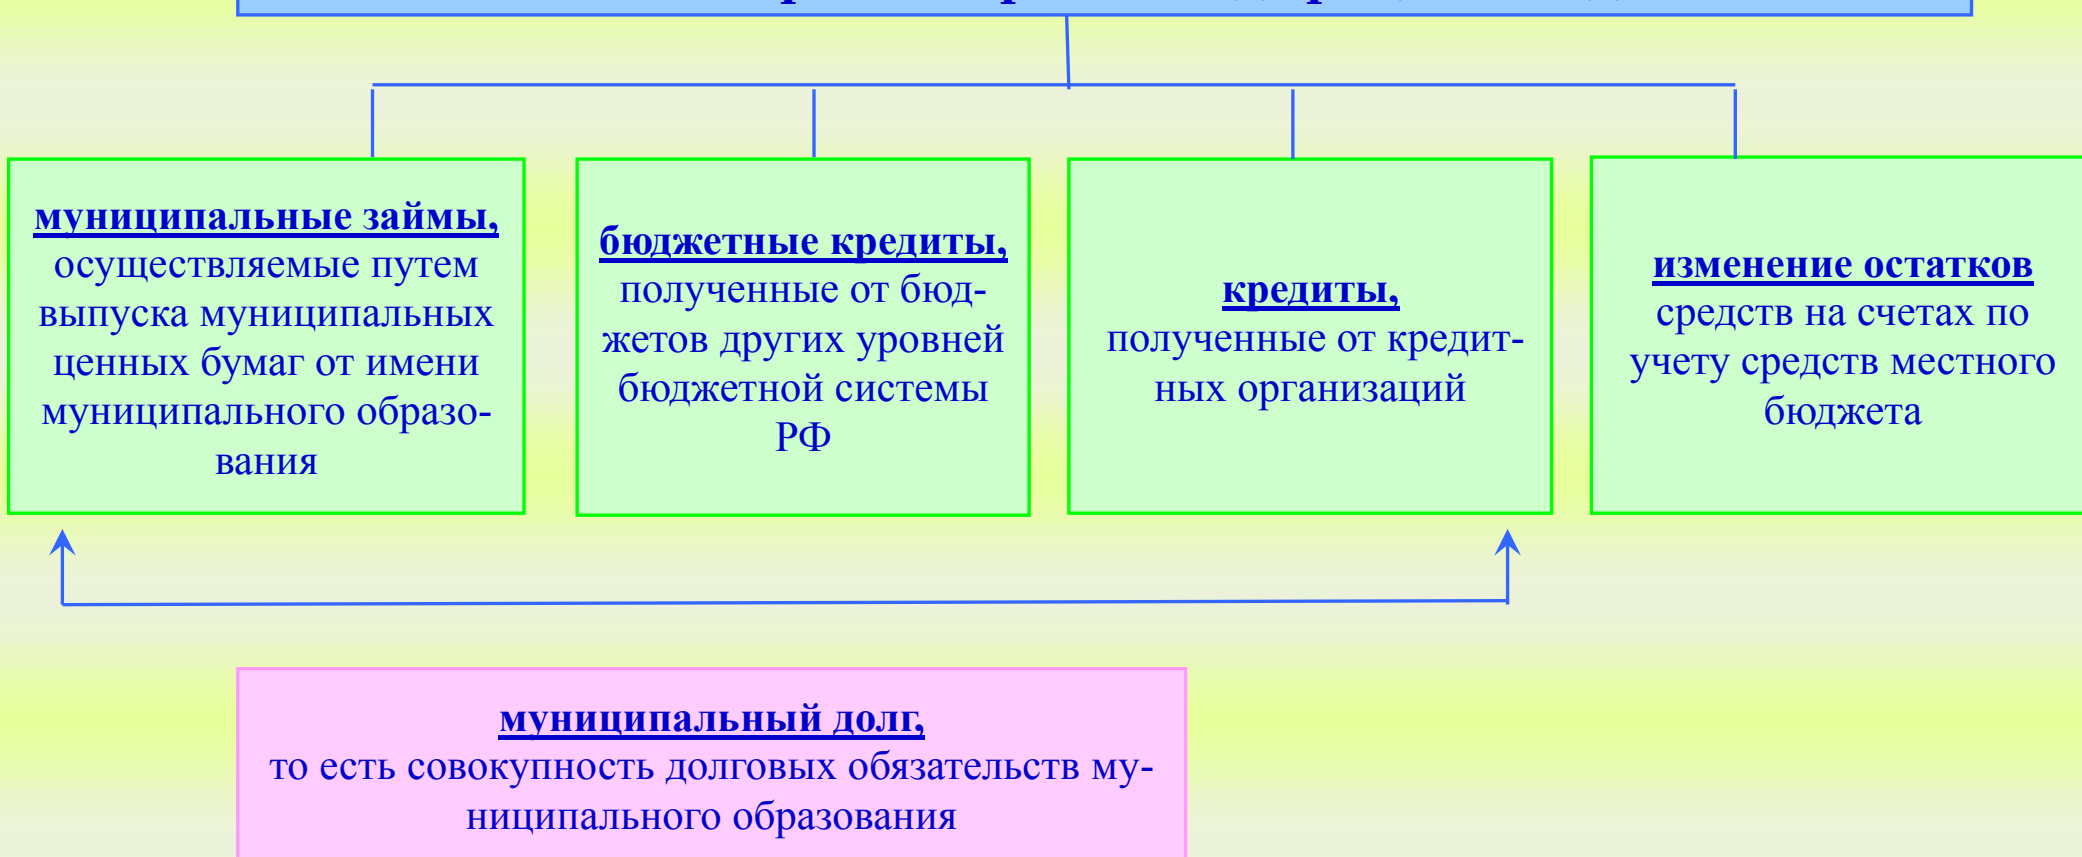 муниципальные займы,
осуществляемые путем
выпуска муниципальных
ценных бумаг от имени
муниципального образо-
вания
бюджетные кредиты,
полученные от бюд-
жетов других уровней
бюджетной системы
РФ
кредиты,
полученные от кредит-
ных организаций
изменение остатков
средств на счетах по
учету средств местного
бюджета
муниципальный долг,
то есть совокупность долговых обязательств му-
ниципального образования